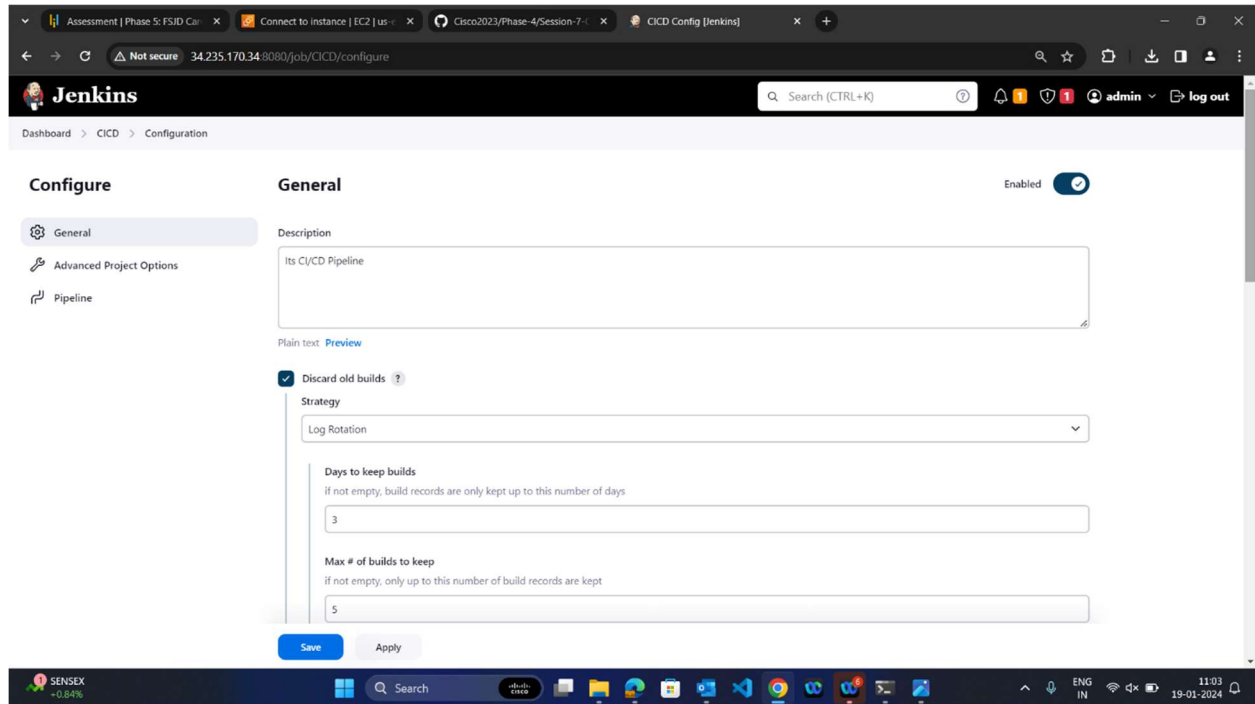 Assessment | Phase 5: FSJD Car
Connect to instance | EC2 | us-e
Cisco2023/Phase-4/Session-7-C
CICD Config [Jenkins]
Not secure 34.235.170.34:8080/job/CICD/configure
Jenkins
Search (CTRL+K)
1
1
admin
log out
Dashboard > CICD > Configuration
Configure
General
Enabled
General
Advanced Project Options
Pipeline
Description
Its CI/CD Pipeline
Plain text Preview
Discard old builds ?
Strategy
Log Rotation
Days to keep builds
if not empty, build records are only kept up to this number of days
3
Max # of builds to keep
if not empty, only up to this number of build records are kept
5
Save Apply
1
SENSEX
+0.84%
Search
CISCO
6
ENG
IN
11:03
19-01-2024